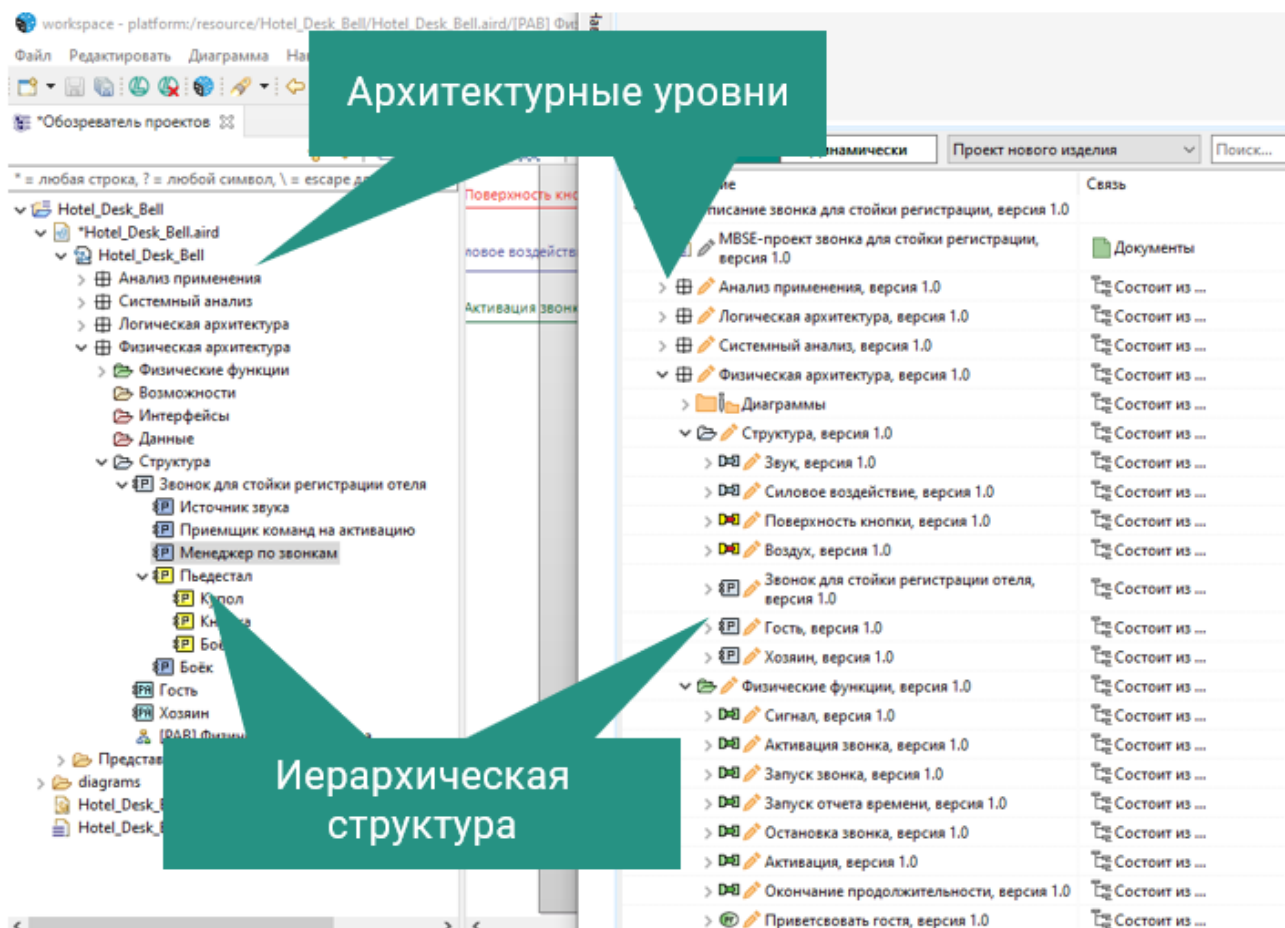 workspace - platform:/resource/Hotel_Desk_Bell/Hotel_Desk_Bell.aird/[PAB]
Файл Редактировать Диаграмма
Архитектурные уровни
*Обозреватель проектов
* = любая строка, ? = любой символ, \ = escape
Hotel_Desk_Bell
*Hotel_Desk_Bell.aird
Hotel_Desk_Bell
Анализ применения
Системный анализ
Логическая архитектура
Физическая архитектура
Физические функции
Возможности
Интерфейсы
Данные
Структура
Звонок для стойки регистрации отеля
Источник звука
Приемщик команд на активацию
Менеджер по звонкам
Пьедестал
Боёк
Гость
Хозяин
[PAB]
diagrams
Поверхность
Активация
Иерархическая
структура
Проект нового изделия
Поиск...
Связь
звонка для стойки регистрации, версия 1.0
MBSE-проект звонка для стойки регистрации,
версия 1.0
Документы
Анализ применения, версия 1.0 Состоит из ...
Логическая архитектура, версия 1.0 Состоит из ...
Системный анализ, версия 1.0 Состоит из ...
Физическая архитектура, версия 1.0 Состоит из ...
Диаграммы Состоит из ...
Структура, версия 1.0 Состоит из ...
Звук, версия 1.0 Состоит из ...
Силовое воздействие, версия 1.0 Состоит из ...
Поверхность кнопки, версия 1.0 Состоит из ...
Воздух, версия 1.0 Состоит из ...
Звонок для стойки регистрации отеля,
версия 1.0
Состоит из ...
Гость, версия 1.0 Состоит из ...
Хозяин, версия 1.0 Состоит из ...
Физические функции, версия 1.0 Состоит из ...
Сигнал, версия 1.0 Состоит из ...
Активация звонка, версия 1.0 Состоит из ...
Запуск звонка, версия 1.0 Состоит из ...
Запуск отчета времени, версия 1.0 Состоит из ...
Остановка звонка, версия 1.0 Состоит из ...
Активация, версия 1.0 Состоит из ...
Окончание продолжительности, версия 1.0 Состоит из ...
Приветсвовать гостя, версия 1.0 Состоит из ...